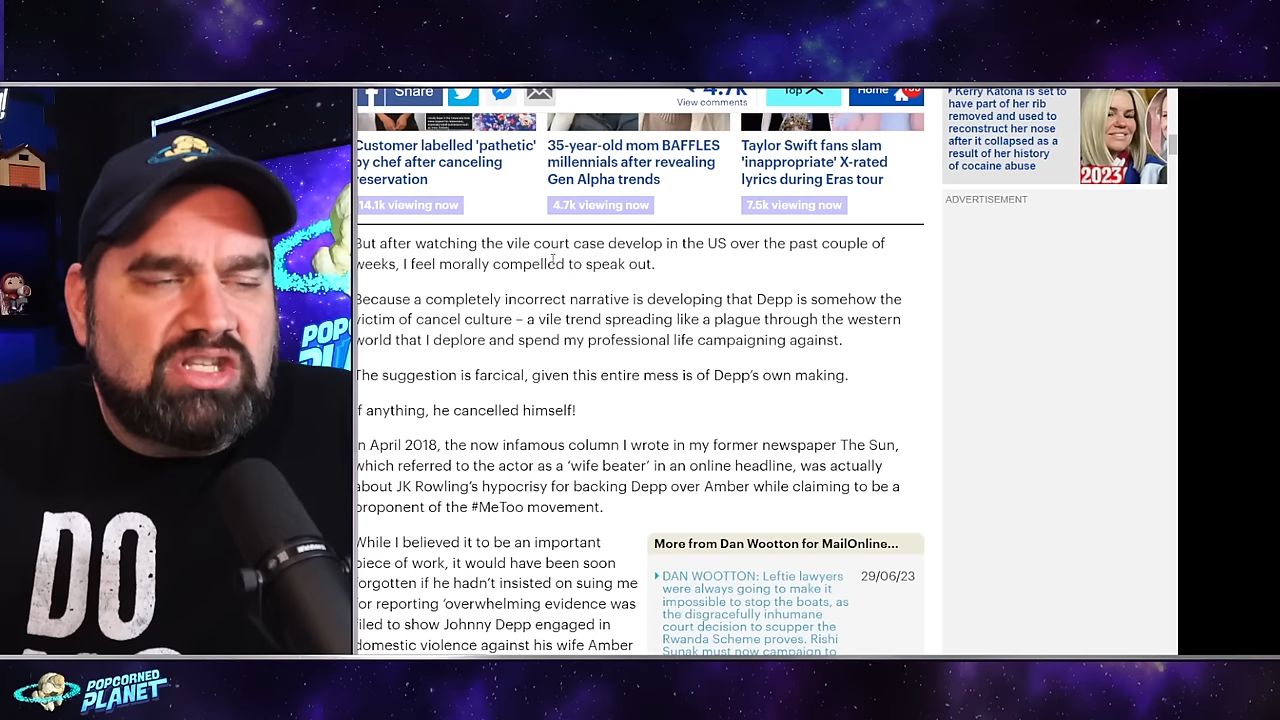 Share
4.7k
View comments
Top
Home
Customer labelled 'pathetic'
by chef after canceling
reservation
14.1k viewing now
35-year-old mom BAFFLES
millennials after revealing
Gen Alpha trends
4.7k viewing now
Taylor Swift fans slam
'inappropriate' X-rated
lyrics during Eras tour
7.5k viewing now
But after watching the vile court case develop in the US over the past couple of
weeks, I feel morally compelled to speak out.
Because a completely incorrect narrative is developing that Depp is somehow the
victim of cancel culture – a vile trend spreading like a plague through the western
world that I deplore and spend my professional life campaigning against.
The suggestion is farcical, given this entire mess is of Depp's own making.
If anything, he cancelled himself!
In April 2018, the now infamous column I wrote in my former newspaper The Sun,
which referred to the actor as a 'wife beater' in an online headline, was actually
about JK Rowling's hypocrisy for backing Depp over Amber while claiming to be a
proponent of the #MeToo movement.
While I believed it to be an important
piece of work, it would have been soon
forgotten if he hadn't insisted on suing me
for reporting 'overwhelming evidence was
filed to show Johnny Depp engaged in
domestic violence against his wife Amber
More from Dan Wootton for MailOnline...
DAN WOOTTON: Leftie lawyers
were always going to make it
impossible to stop the boats, as
the disgracefully inhumane
court decision to scupper the
Rwanda Scheme proves. Rishi
Sunak must now campaign to
29/06/23
Kerry Katona is set to
have part of her rib
removed and used to
reconstruct her nose
after it collapsed as a
result of her history
of cocaine abuse
2023
ADVERTISEMENT
POP
PL
DO
POPCORNED
PLANET